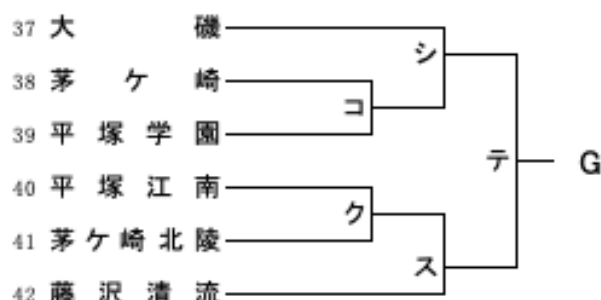 37 大磯
シ
38 茅ケ崎
コ
39 平塚学園
テ G
40 平塚江南
ク
41 茅ケ崎北陵
ス
42 藤沢清流